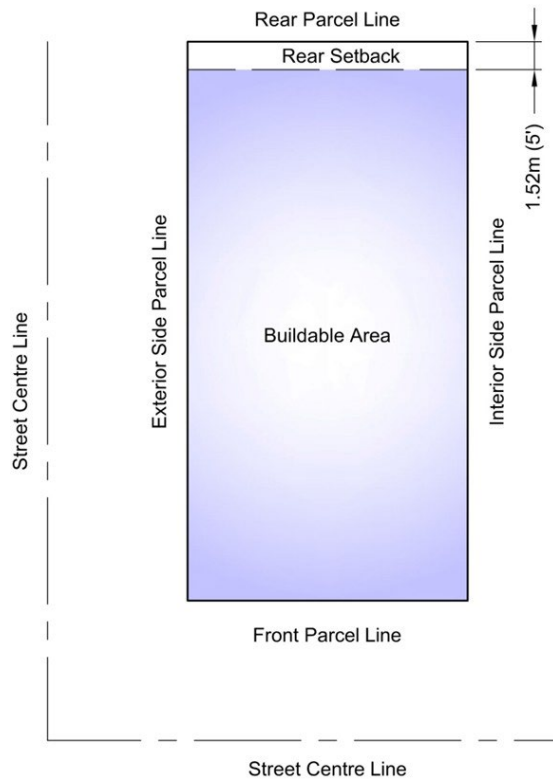 Rear Parcel Line
Rear Setback
1.52m (5')
Street Centre Line
Exterior Side Parcel Line
Buildable Area
Interior Side Parcel Line
Front Parcel Line
Street Centre Line